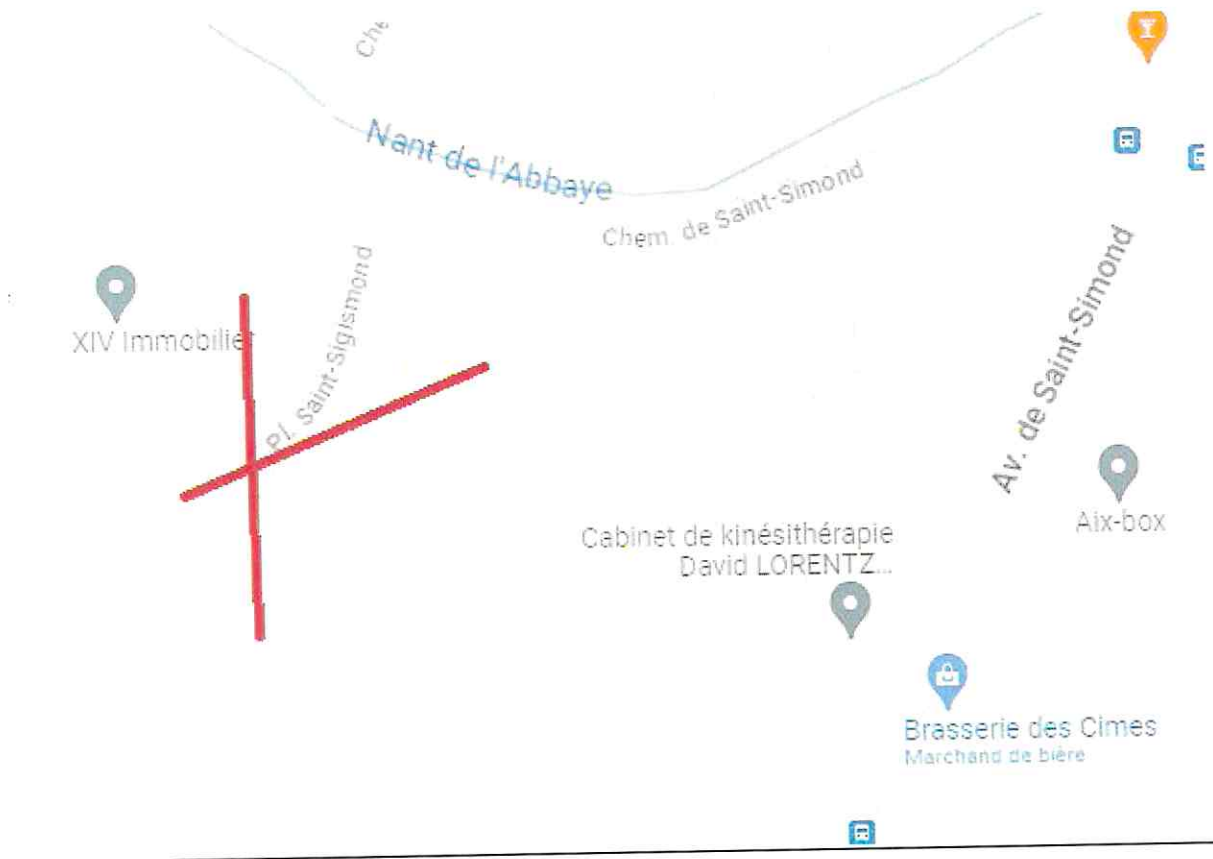 Che
Nant de l'Abbaye
Chem. de Saint-Simond
XIV Immobilier
Pl. Saint-Sigismond
Av. de Saint-Simond
Aix-box
Cabinet de kinésithérapie
David LORENTZ...
Brasserie des Cimes
Marchand de bière